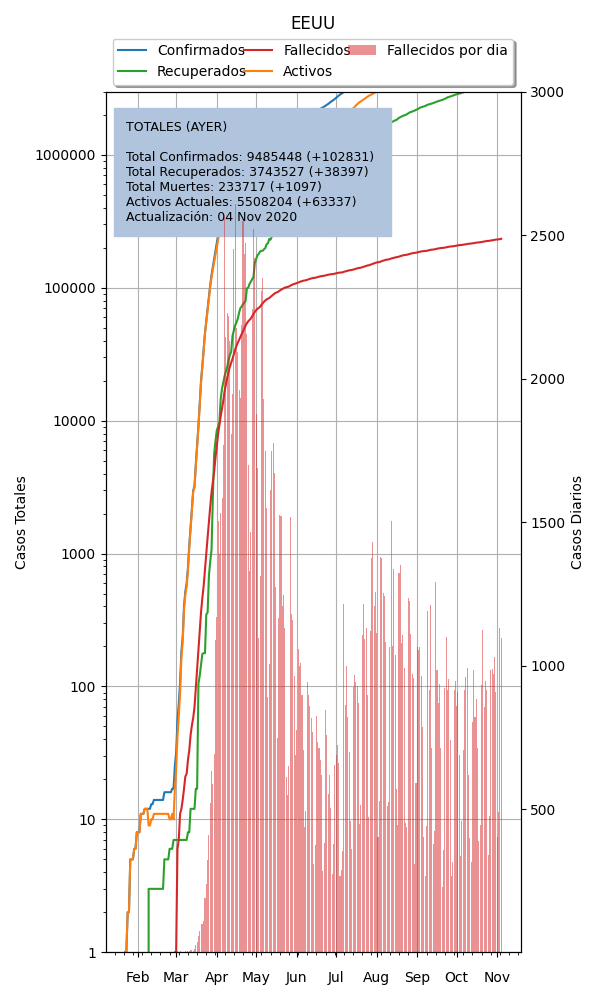 EEUU
Confirmados
Recuperados
Fallecidos
Activos
Fallecidos por dia
TOTALES (AYER)
Total Confirmados: 9485448 (+102831)
Total Recuperados: 3743527 (+38397)
Total Muertes: 233717 (+1097)
Activos Actuales: 5508204 (+63337)
Actualización: 04 Nov 2020
Casos Totales
1000000
100000
10000
1000
100
10
1
3000
2500
2000
1500
1000
500
Casos Diarios
Feb Mar Apr May Jun Jul Aug Sep Oct Nov